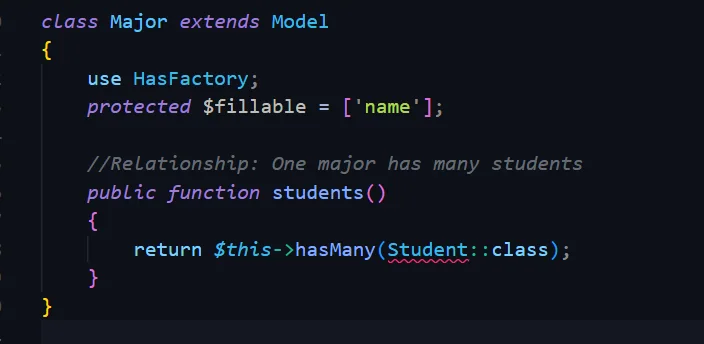 class Major extends Model
{
use HasFactory;
protected $fillable = ['name'];
//Relationship: One major has many students
public function students()
{
return $this->hasMany(Student::class);
}
}